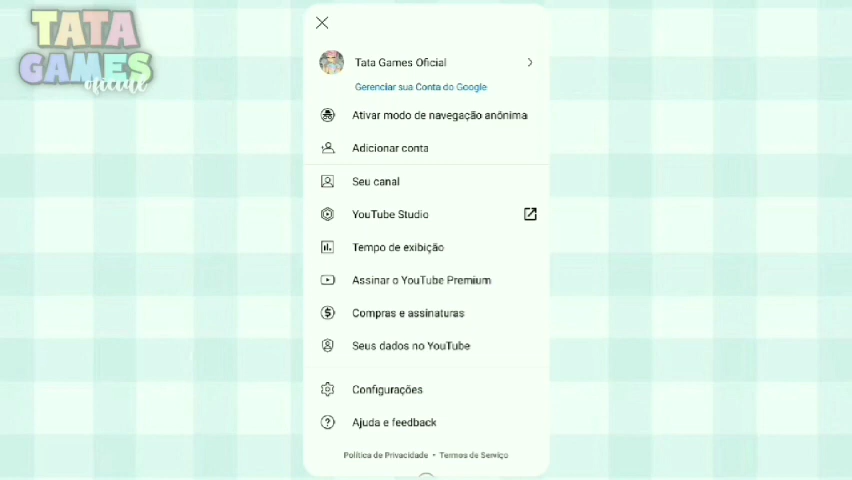 TATA
GAMES
oficial
Tata Games Oficial
Gerenciar sua Conta do Google
Ativar modo de navegação anônima
Adicionar conta
Seu canal
YouTube Studio
Tempo de exibição
Assinar o YouTube Premium
Compras e assinaturas
Seus dados no YouTube
Configurações
Ajuda e feedback
Política de Privacidade • Termos de Serviço